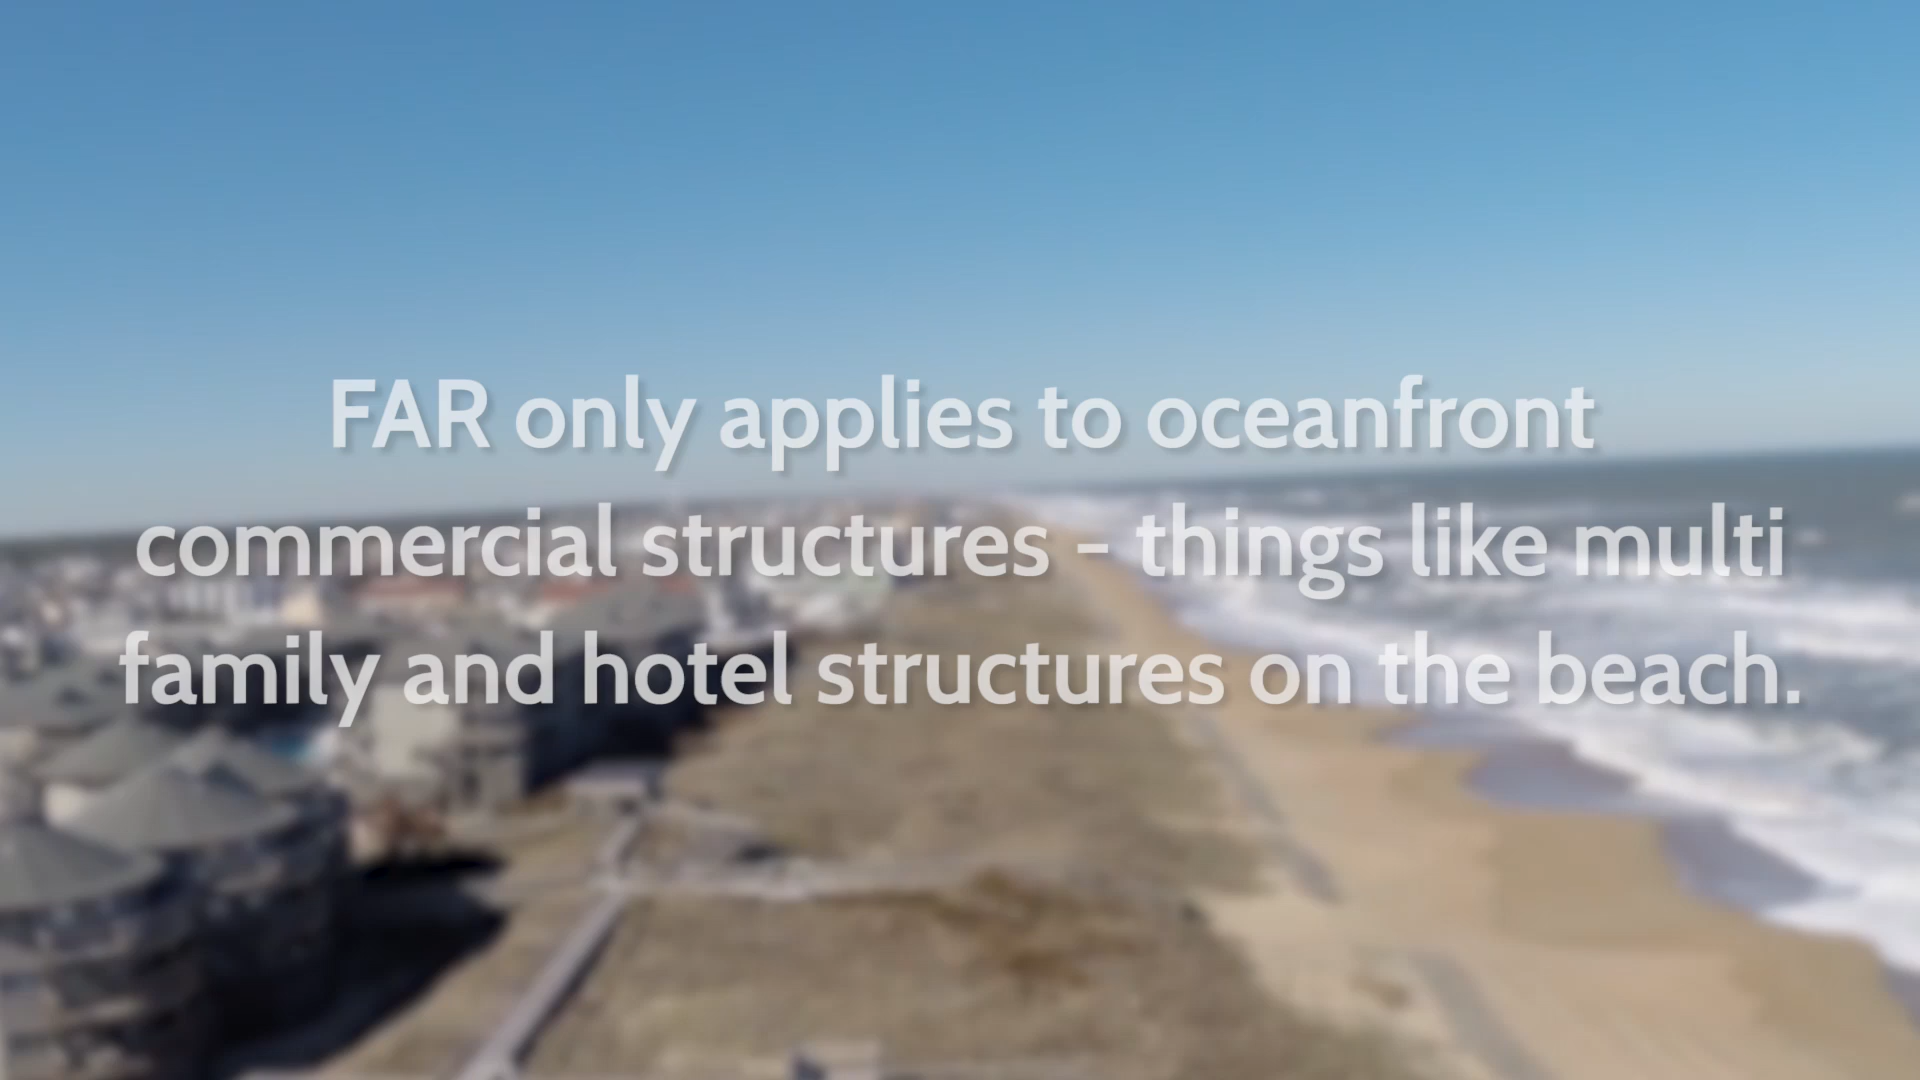 FAR only applies to oceanfront
commercial structures - things like multi
family and hotel structures on the beach.